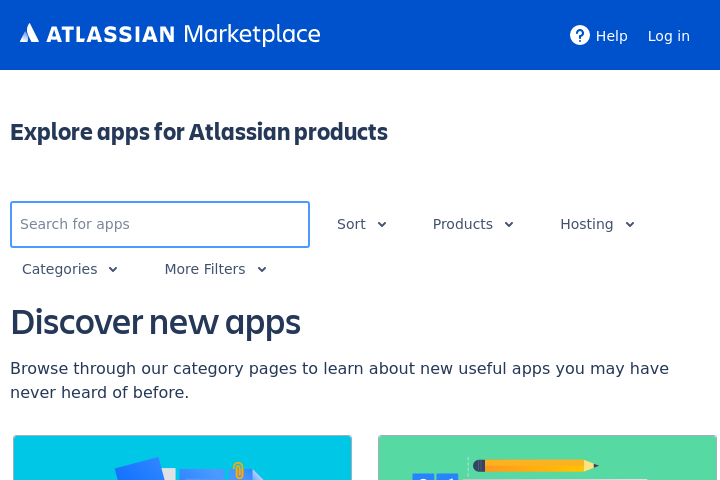 ATLASSIAN Marketplace
Help
Log in
Explore apps for Atlassian products
Search for apps
Sort
Products
Hosting
Categories
More Filters
Discover new apps
Browse through our category pages to learn about new useful apps you may have
never heard of before.